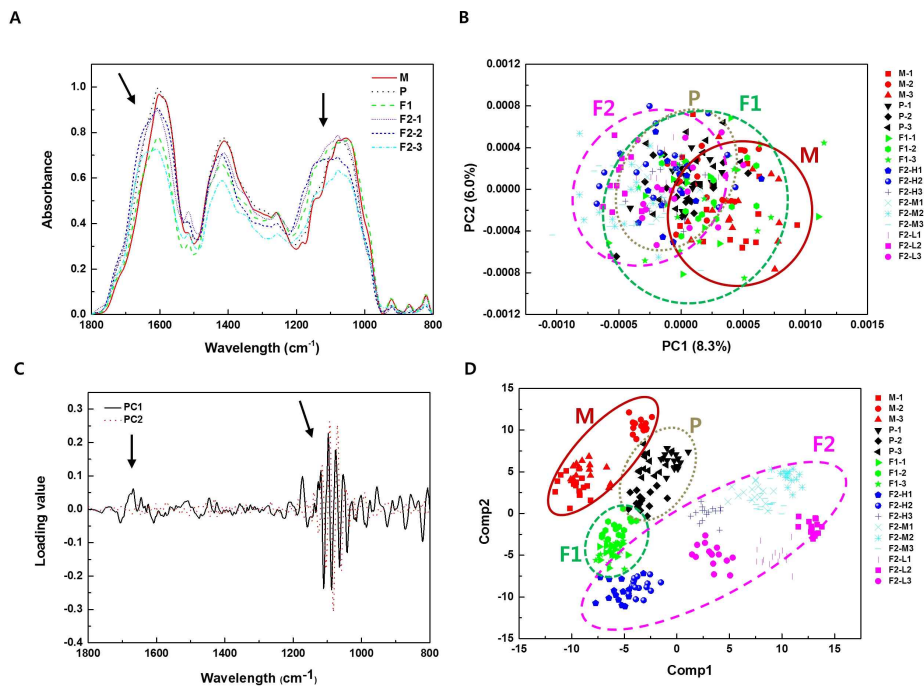 A
Absorbance
1.0
0.8
0.6
0.4
0.2
0.0
1800
1600
1400
1200
1000
800
Wavelength (cm-1)
M
P
F1
F2-1
F2-2
F2-3
B
PC2 (6.0%)
0.0012
0.0008
0.0004
0.0000
-0.0004
-0.0008
-0.0012
-0.0010
-0.0005
0.0000
0.0005
0.0010
0.0015
PC1 (8.3%)
F2
P
F1
M
M-1
M-2
M-3
P-1
P-2
P-3
F1-1
F1-2
F1-3
F2-H1
F2-H2
F2-H3
F2-M1
F2-M2
F2-M3
F2-L1
F2-L2
F2-L3
C
Loading value
0.3
0.2
0.1
0.0
-0.1
-0.2
-0.3
-0.4
1800
1600
1400
1200
1000
800
Wavelength (cm-1)
PC1
PC2
D
Comp2
15
10
5
0
-5
-10
-15
-15
-10
-5
0
5
10
15
Comp1
M
P
F2
F1
M-1
M-2
M-3
P-1
P-2
P-3
F1-1
F1-2
F1-3
F2-H1
F2-H2
F2-H3
F2-M1
F2-M2
F2-M3
F2-L1
F2-L2
F2-L3